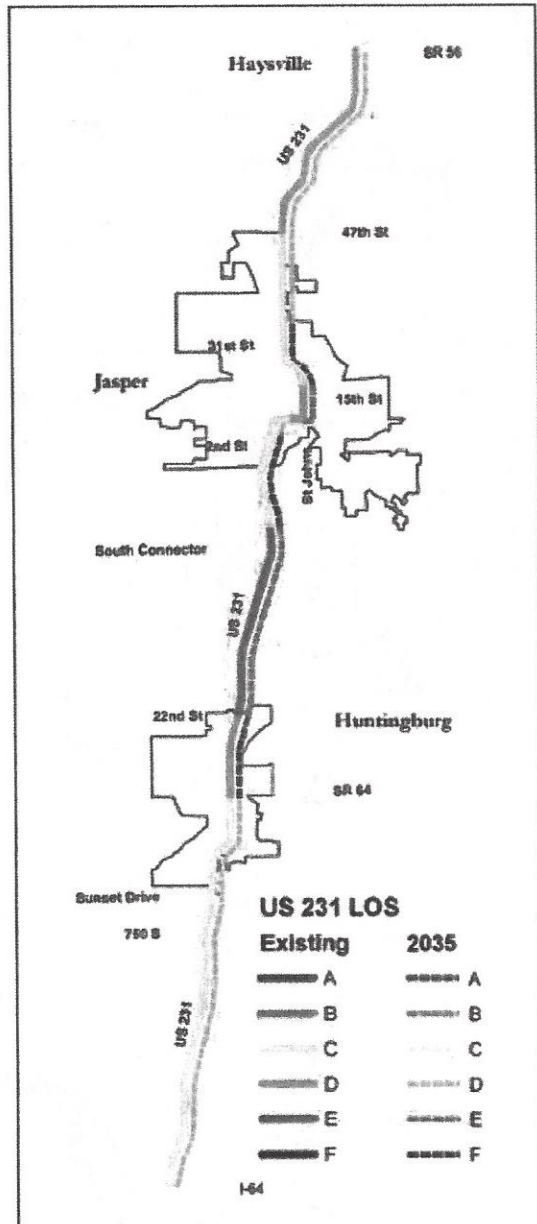 Haysville
SR 56
US 231
47th St
31st St
Jasper
15th St
2nd St
St Johns
South Connector
US 231
22nd St
Huntingburg
SR 64
Sunset Drive
750 S
US 231
US 231 LOS
Existing 2035
A A
B B
C C
D D
E E
F F
I-64